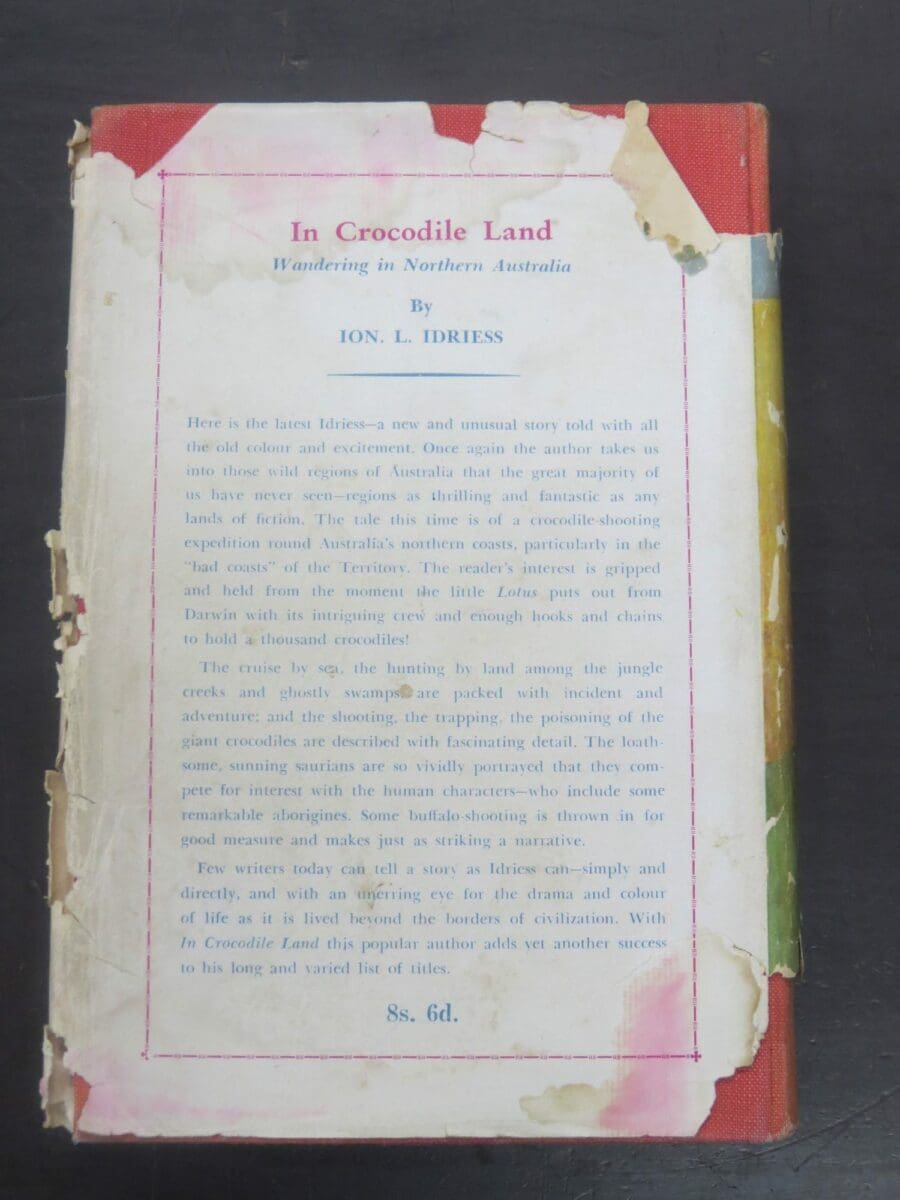 In Crocodile Land
Wandering in Northern Australia
By
ION. L. IDRIESS
Here is the latest Idriess—a new and unusual story told with all
the old colour and excitement. Once again the author takes us
into those wild regions of Australia that the great majority of
us have never seen—regions as thrilling and fantastic as any
lands of fiction. The tale this time is of a crocodile-shooting
expedition round Australia's northern coasts, particularly in the
"bad coasts" of the Territory. The reader's interest is gripped
and held from the moment the little Lotus puts out from
Darwin with its intriguing crew and enough hooks and chains
to hold a thousand crocodiles!
The cruise by sea, the hunting by land among the jungle
creeks and ghostly swamps are packed with incident and
adventure; and the shooting, the trapping, the poisoning of the
giant crocodiles are described with fascinating detail. The loath-
some, sunning saurians are so vividly portrayed that they com-
pete for interest with the human characters—who include some
remarkable aborigines. Some buffalo-shooting is thrown in for
good measure and makes just as striking a narrative.
Few writers today can tell a story as Idriess can—simply and
directly, and with an unerring eye for the drama and colour
of life as it is lived beyond the borders of civilization. With
In Crocodile Land this popular author adds yet another success
to his long and varied list of titles.
8s. 6d.